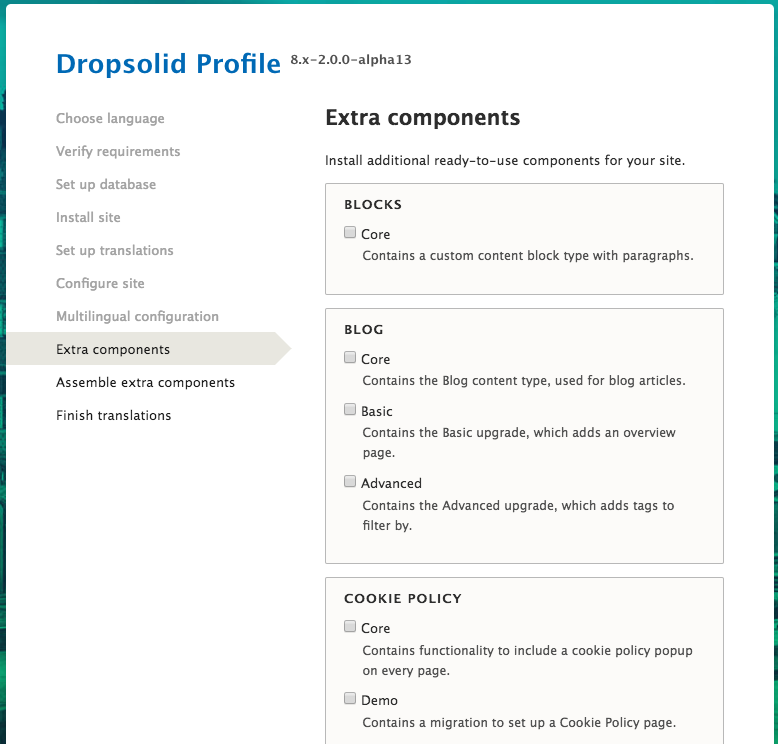 Dropsolid Profile 8.x-2.0.0-alpha13
Choose language
Verify requirements
Set up database
Install site
Set up translations
Configure site
Multilingual configuration
Extra components
Assemble extra components
Finish translations
Extra components
Install additional ready-to-use components for your site.
BLOCKS
Core
Contains a custom content block type with paragraphs.
BLOG
Core
Contains the Blog content type, used for blog articles.
Basic
Contains the Basic upgrade, which adds an overview
page.
Advanced
Contains the Advanced upgrade, which adds tags to
filter by.
COOKIE POLICY
Core
Contains functionality to include a cookie policy popup
on every page.
Demo
Contains a migration to set up a Cookie Policy page.